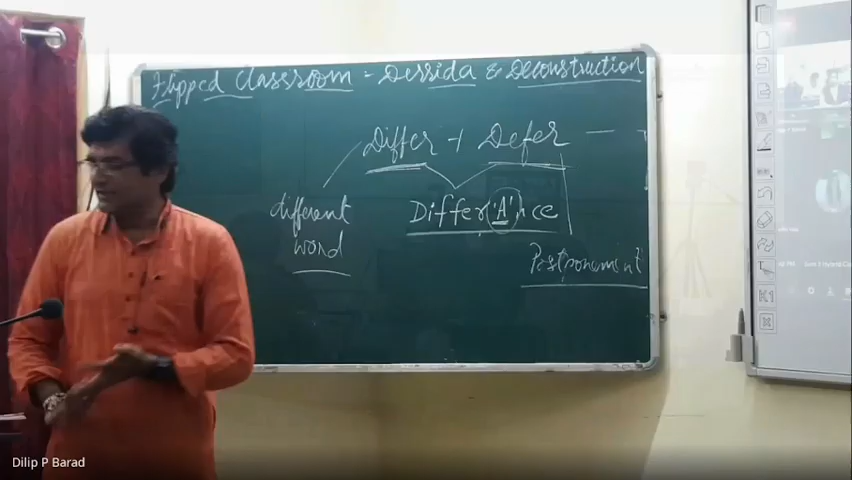 Flipped Classroom - Derrida & Deconstruction
Differ + Defer —
different
word
Differ'A'nce
Postponement
Dilip P Barad